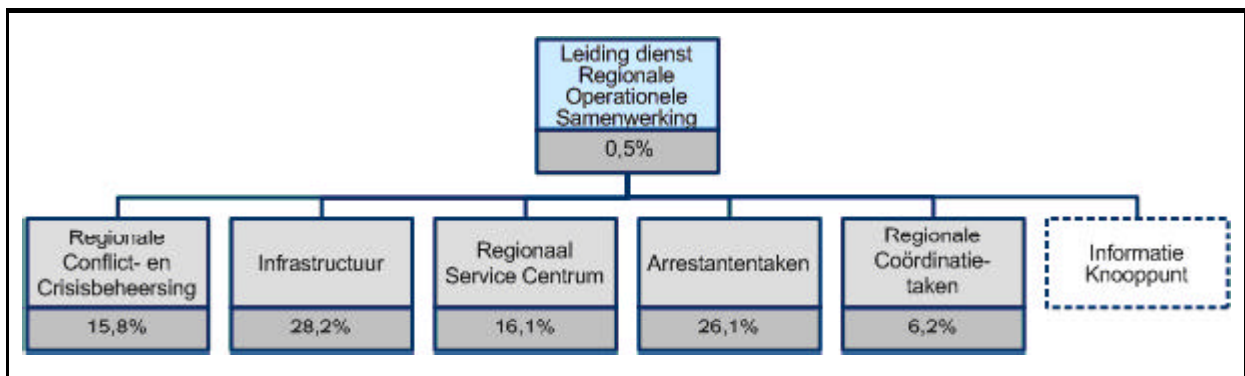 Leiding dienst
Regionale
Operationele
Samenwerking
0,5%
Regionale
Conflict- en
Crisisbeheersing
15,8%
Infrastructuur
28,2%
Regionaal
Service Centrum
16,1%
Arrestantentaken
26,1%
Regionale
Coördinatie-
taken
6,2%
Informatie
Knooppunt